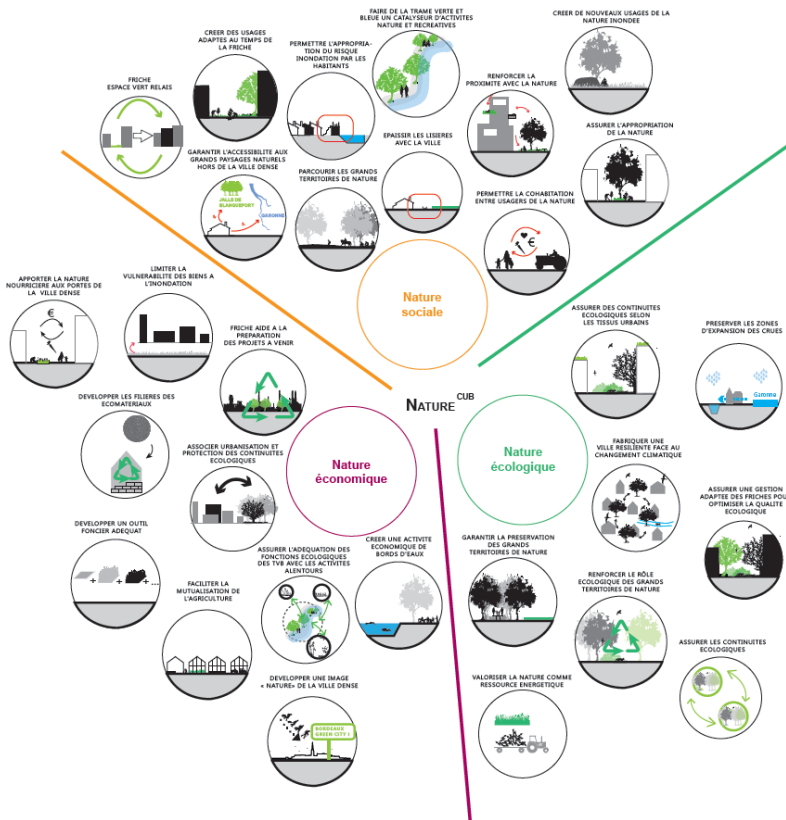 FAIRE DE LA TRAME VERTE ET
BLEUE UN CATALYSEUR D'ACTIVITES
NATURE ET RECREATIVES
CREER DE NOUVEAUX USAGES DE LA
NATURE INONDEE
CREER DES USAGES
ADAPTES AU TEMPS DE
LA FRICHE
PERMETTRE L'APPROPRIA-
TION DU RISQUE
INONDATION PAR LES
HABITANTS
RENFORCER LA
PROXIMITE AVEC LA NATURE
FRICHE
ESPACE VERT RELAIS
ASSURER L'APPROPRIATION
DE LA NATURE
GARANTIR L'ACCESSIBILITE AUX
GRANDS PAYSAGES NATURELS
HORS DE LA VILLE DENSE
JALLE DE
BLANQUEFORT
GARONNE
PARCOURIR LES GRANDS
TERRITOIRES DE NATURE
EPAISSIR LES LISIERES
AVEC LA VILLE
PERMETTRE LA COHABITATION
ENTRE USAGERS DE LA NATURE
€
Nature
sociale
APPORTER LA NATURE
NOURRICIERE AUX PORTES DE
LA VILLE DENSE
€
LIMITER LA
VULNERABILITE DES BIENS A
L'INONDATION
FRICHE AIDE A LA
PREPARATION
DES PROJETS A VENIR
ASSURER DES CONTINUITES
ECOLOGIQUES SELON
LES TISSUS URBAINS
PRESERVER LES ZONES
D'EXPANSION DES CRUES
Garonne
NATURE CUB
DEVELOPPER LES FILIERES DES
ECOMATERIAUX
ASSOCIER URBANISATION ET
PROTECTION DES CONTINUITES
ECOLOGIQUES
Nature
économique
Nature
écologique
FABRIQUER UNE
VILLE RESILIENTE FACE AU
CHANGEMENT CLIMATIQUE
ASSURER UNE GESTION
ADAPTEE DES FRICHES POU
OPTIMISER LA QUALITE
ECOLOGIQUE
DEVELOPPER UN OUTIL
FONCIER ADEQUAT
+ + + ...
FACILITER LA
MUTUALISATION DE
L'AGRICULTURE
ASSURER L'ADEQUATION DES
FONCTIONS ECOLOGIQUES
DES TVB AVEC LES ACTIVITES
ALENTOURS
CREER UNE ACTIVITE
ECONOMIQUE DE
BORDS D'EAUX
GARANTIR LA PRESERVATION
DES GRANDS
TERRITOIRES DE NATURE
RENFORCER LE RÔLE
ECOLOGIQUE DES GRANDS
TERRITOIRES DE NATURE
ASSURER LES CONTINUITES
ECOLOGIQUES
DEVELOPPER UNE IMAGE
« NATURE» DE LA VILLE DENSE
BORDEAUX
GREEN CITY !
VALORISER LA NATURE COMME
RESSOURCE ENERGETIQUE